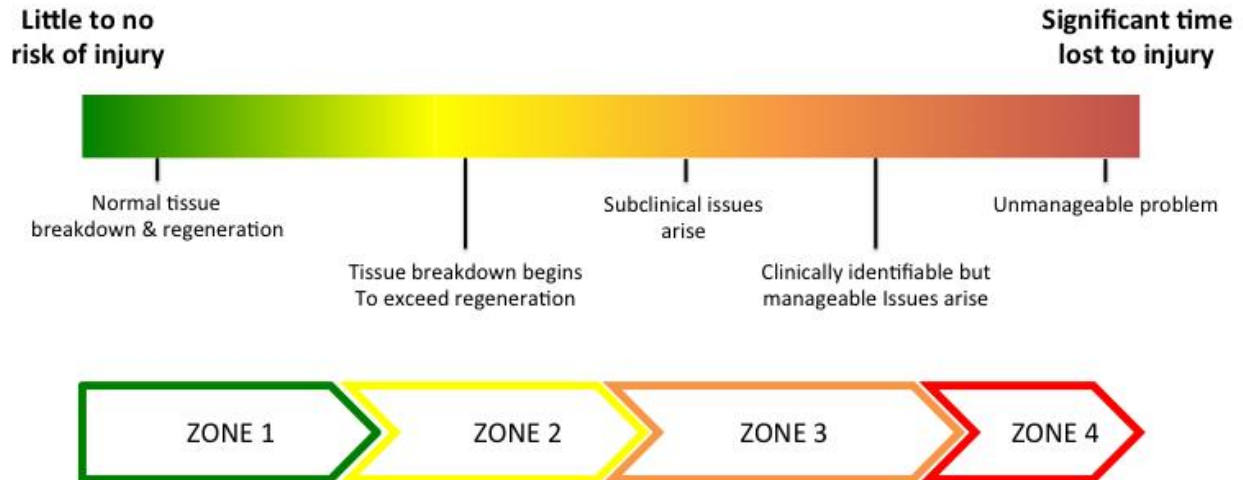 Little to no
risk of injury
Significant time
lost to injury
Normal tissue
breakdown & regeneration
Tissue breakdown begins
To exceed regeneration
Subclinical issues
arise
Clinically identifiable but
manageable Issues arise
Unmanageable problem
ZONE 1
ZONE 2
ZONE 3
ZONE 4